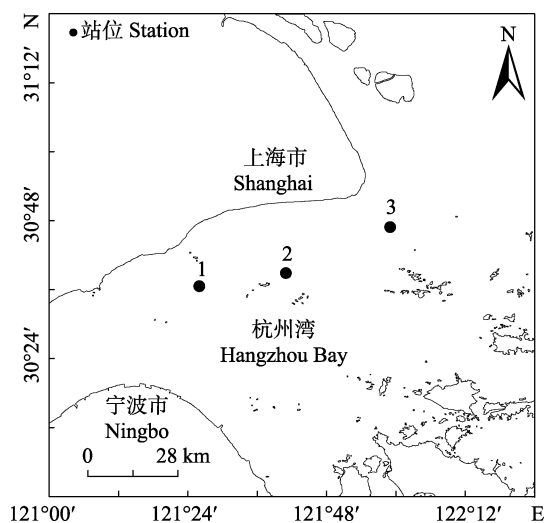 N
站位 Station
N
31°12′
上海市
Shanghai
30°48′
3
2
1
杭州湾
Hangzhou Bay
30°24′
宁波市
Ningbo
0 28 km
121°00′ 121°24′ 121°48′ 122°12′ E